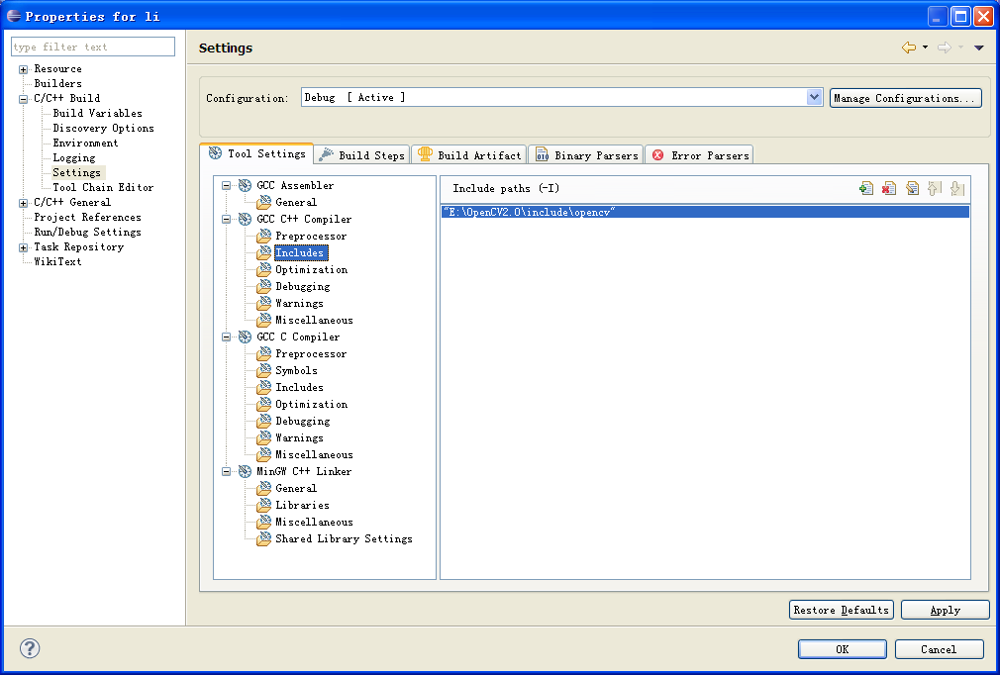 Properties for li
type filter text
Resource
Builders
C/C++ Build
Build Variables
Discovery Options
Environment
Logging
Settings
Tool Chain Editor
C/C++ General
Project References
Run/Debug Settings
Task Repository
WikiText
Settings
Configuration: Debug [ Active ] Manage Configurations...
Tool Settings Build Steps Build Artifact Binary Parsers Error Parsers
GCC Assembler
General
GCC C++ Compiler
Preprocessor
Includes
Optimization
Debugging
Warnings
Miscellaneous
GCC C Compiler
Preprocessor
Symbols
Includes
Optimization
Debugging
Warnings
Miscellaneous
MinGW C++ Linker
General
Libraries
Miscellaneous
Shared Library Settings
Include paths (-I)
"E:\OpenCV2.0\include\opencv"
Restore Defaults Apply
OK Cancel